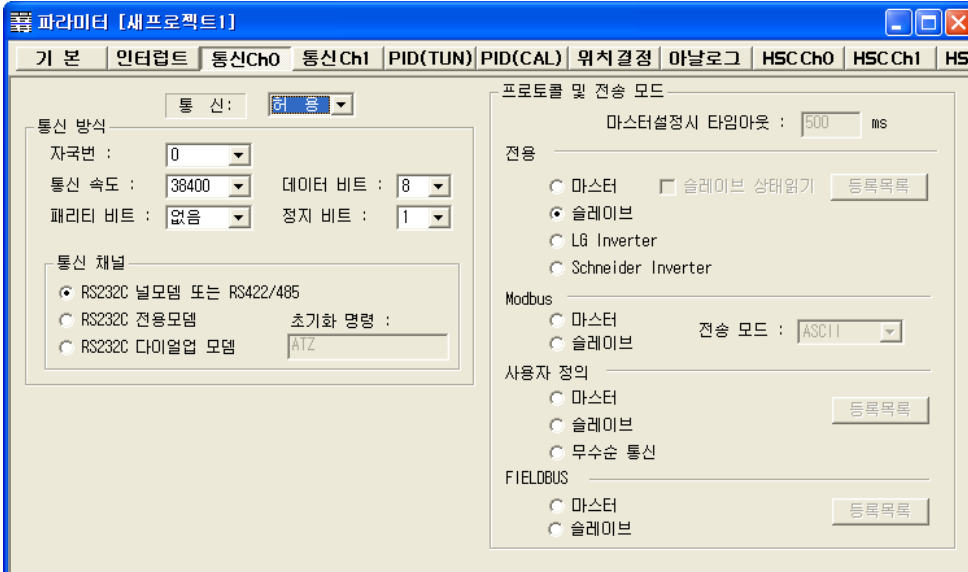 파라미터 [새프로젝트1]
기 본 인터럽트 통신Ch0 통신Ch1 PID(TUN) PID(CAL) 위치결정 아날로그 HSCCh0 HSCCh1 HS
통 신: 허 용
통신 방식
자국번 : 0
통신 속도 : 38400 데이터 비트 : 8
패리티 비트 : 없음 정지 비트 : 1
통신 채널
RS232C 널모뎀 또는 RS422/485
RS232C 전용모뎀 초기화 명령 :
RS232C 다이얼업 모뎀 ATZ
프로토콜 및 전송 모드
마스터설정시 타임아웃 : 500 ms
전용
마스터 슬레이브 상태읽기 등록목록
슬레이브
LG Inverter
Schneider Inverter
Modbus
마스터
슬레이브
전송 모드 : ASCII
사용자 정의
마스터
등록목록
슬레이브
무수순 통신
FIELDBUS
마스터
등록목록
슬레이브